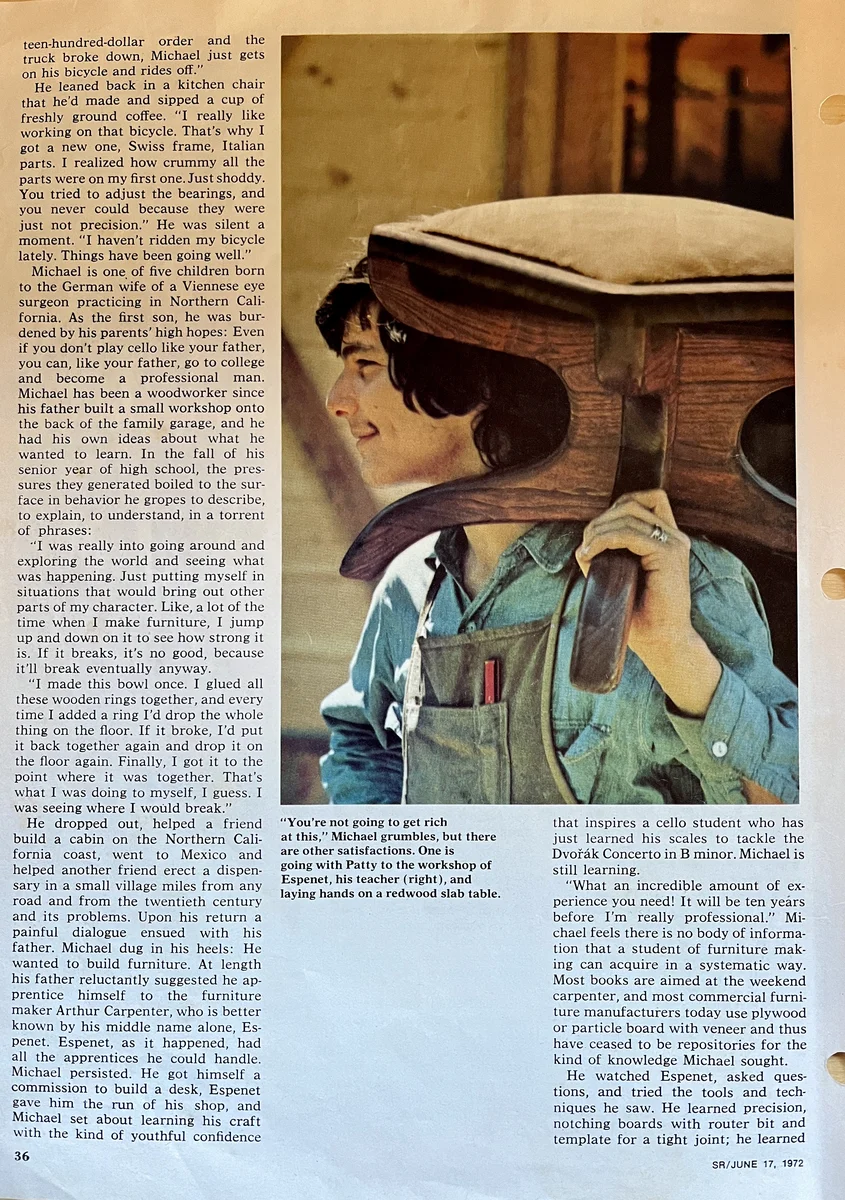 teen-hundred-dollar order and the
truck broke down, Michael just gets
on his bicycle and rides off."
He leaned back in a kitchen chair
that he'd made and sipped a cup of
freshly ground coffee. "I really like
working on that bicycle. That's why I
got a new one, Swiss frame, Italian
parts. I realized how crummy all the
parts were on my first one. Just shoddy.
You tried to adjust the bearings, and
you never could because they were
just not precision." He was silent a
moment. "I haven't ridden my bicycle
lately. Things have been going well."
Michael is one of five children born
to the German wife of a Viennese eye
surgeon practicing in Northern Cali-
fornia. As the first son, he was bur-
dened by his parents' high hopes: Even
if you don't play cello like your father,
you can, like your father, go to college
and become a professional man.
Michael has been a woodworker since
his father built a small workshop onto
the back of the family garage, and he
had his own ideas about what he
wanted to learn. In the fall of his
senior year of high school, the pres-
sures they generated boiled to the sur-
face in behavior he gropes to describe,
to explain, to understand, in a torrent
of phrases:
"I was really into going around and
exploring the world and seeing what
was happening. Just putting myself in
situations that would bring out other
parts of my character. Like, a lot of the
time when I make furniture, I jump
up and down on it to see how strong it
is. If it breaks, it's no good, because
it'll break eventually anyway.
"I made this bowl once. I glued all
these wooden rings together, and every
time I added a ring I'd drop the whole
thing on the floor. If it broke, I'd put
it back together again and drop it on
the floor again. Finally, I got it to the
point where it was together. That's
what I was doing to myself, I guess. I
was seeing where I would break."
He dropped out, helped a friend
build a cabin on the Northern Cali-
fornia coast, went to Mexico and
helped another friend erect a dispen-
sary in a small village miles from any
road and from the twentieth century
and its problems. Upon his return a
painful dialogue ensued with his
father. Michael dug in his heels: He
wanted to build furniture. At length
his father reluctantly suggested he ap-
prentice himself to the furniture
maker Arthur Carpenter, who is better
known by his middle name alone, Es-
penet. Espenet, as it happened, had
all the apprentices he could handle.
Michael persisted. He got himself a
commission to build a desk, Espenet
gave him the run of his shop, and
Michael set about learning his craft
with the kind of youthful confidence
"You're not going to get rich
at this," Michael grumbles, but there
are other satisfactions. One is
going with Patty to the workshop of
Espenet, his teacher (right), and
laying hands on a redwood slab table.
that inspires a cello student who has
just learned his scales to tackle the
Dvořák Concerto in B minor. Michael is
still learning.
"What an incredible amount of ex-
perience you need! It will be ten years
before I'm really professional." Mi-
chael feels there is no body of informa-
tion that a student of furniture mak-
ing can acquire in a systematic way.
Most books are aimed at the weekend
carpenter, and most commercial furni-
ture manufacturers today use plywood
or particle board with veneer and thus
have ceased to be repositories for the
kind of knowledge Michael sought.
He watched Espenet, asked ques-
tions, and tried the tools and tech-
niques he saw. He learned precision,
notching boards with router bit and
template for a tight joint; he learned
36
SR/JUNE 17, 1972